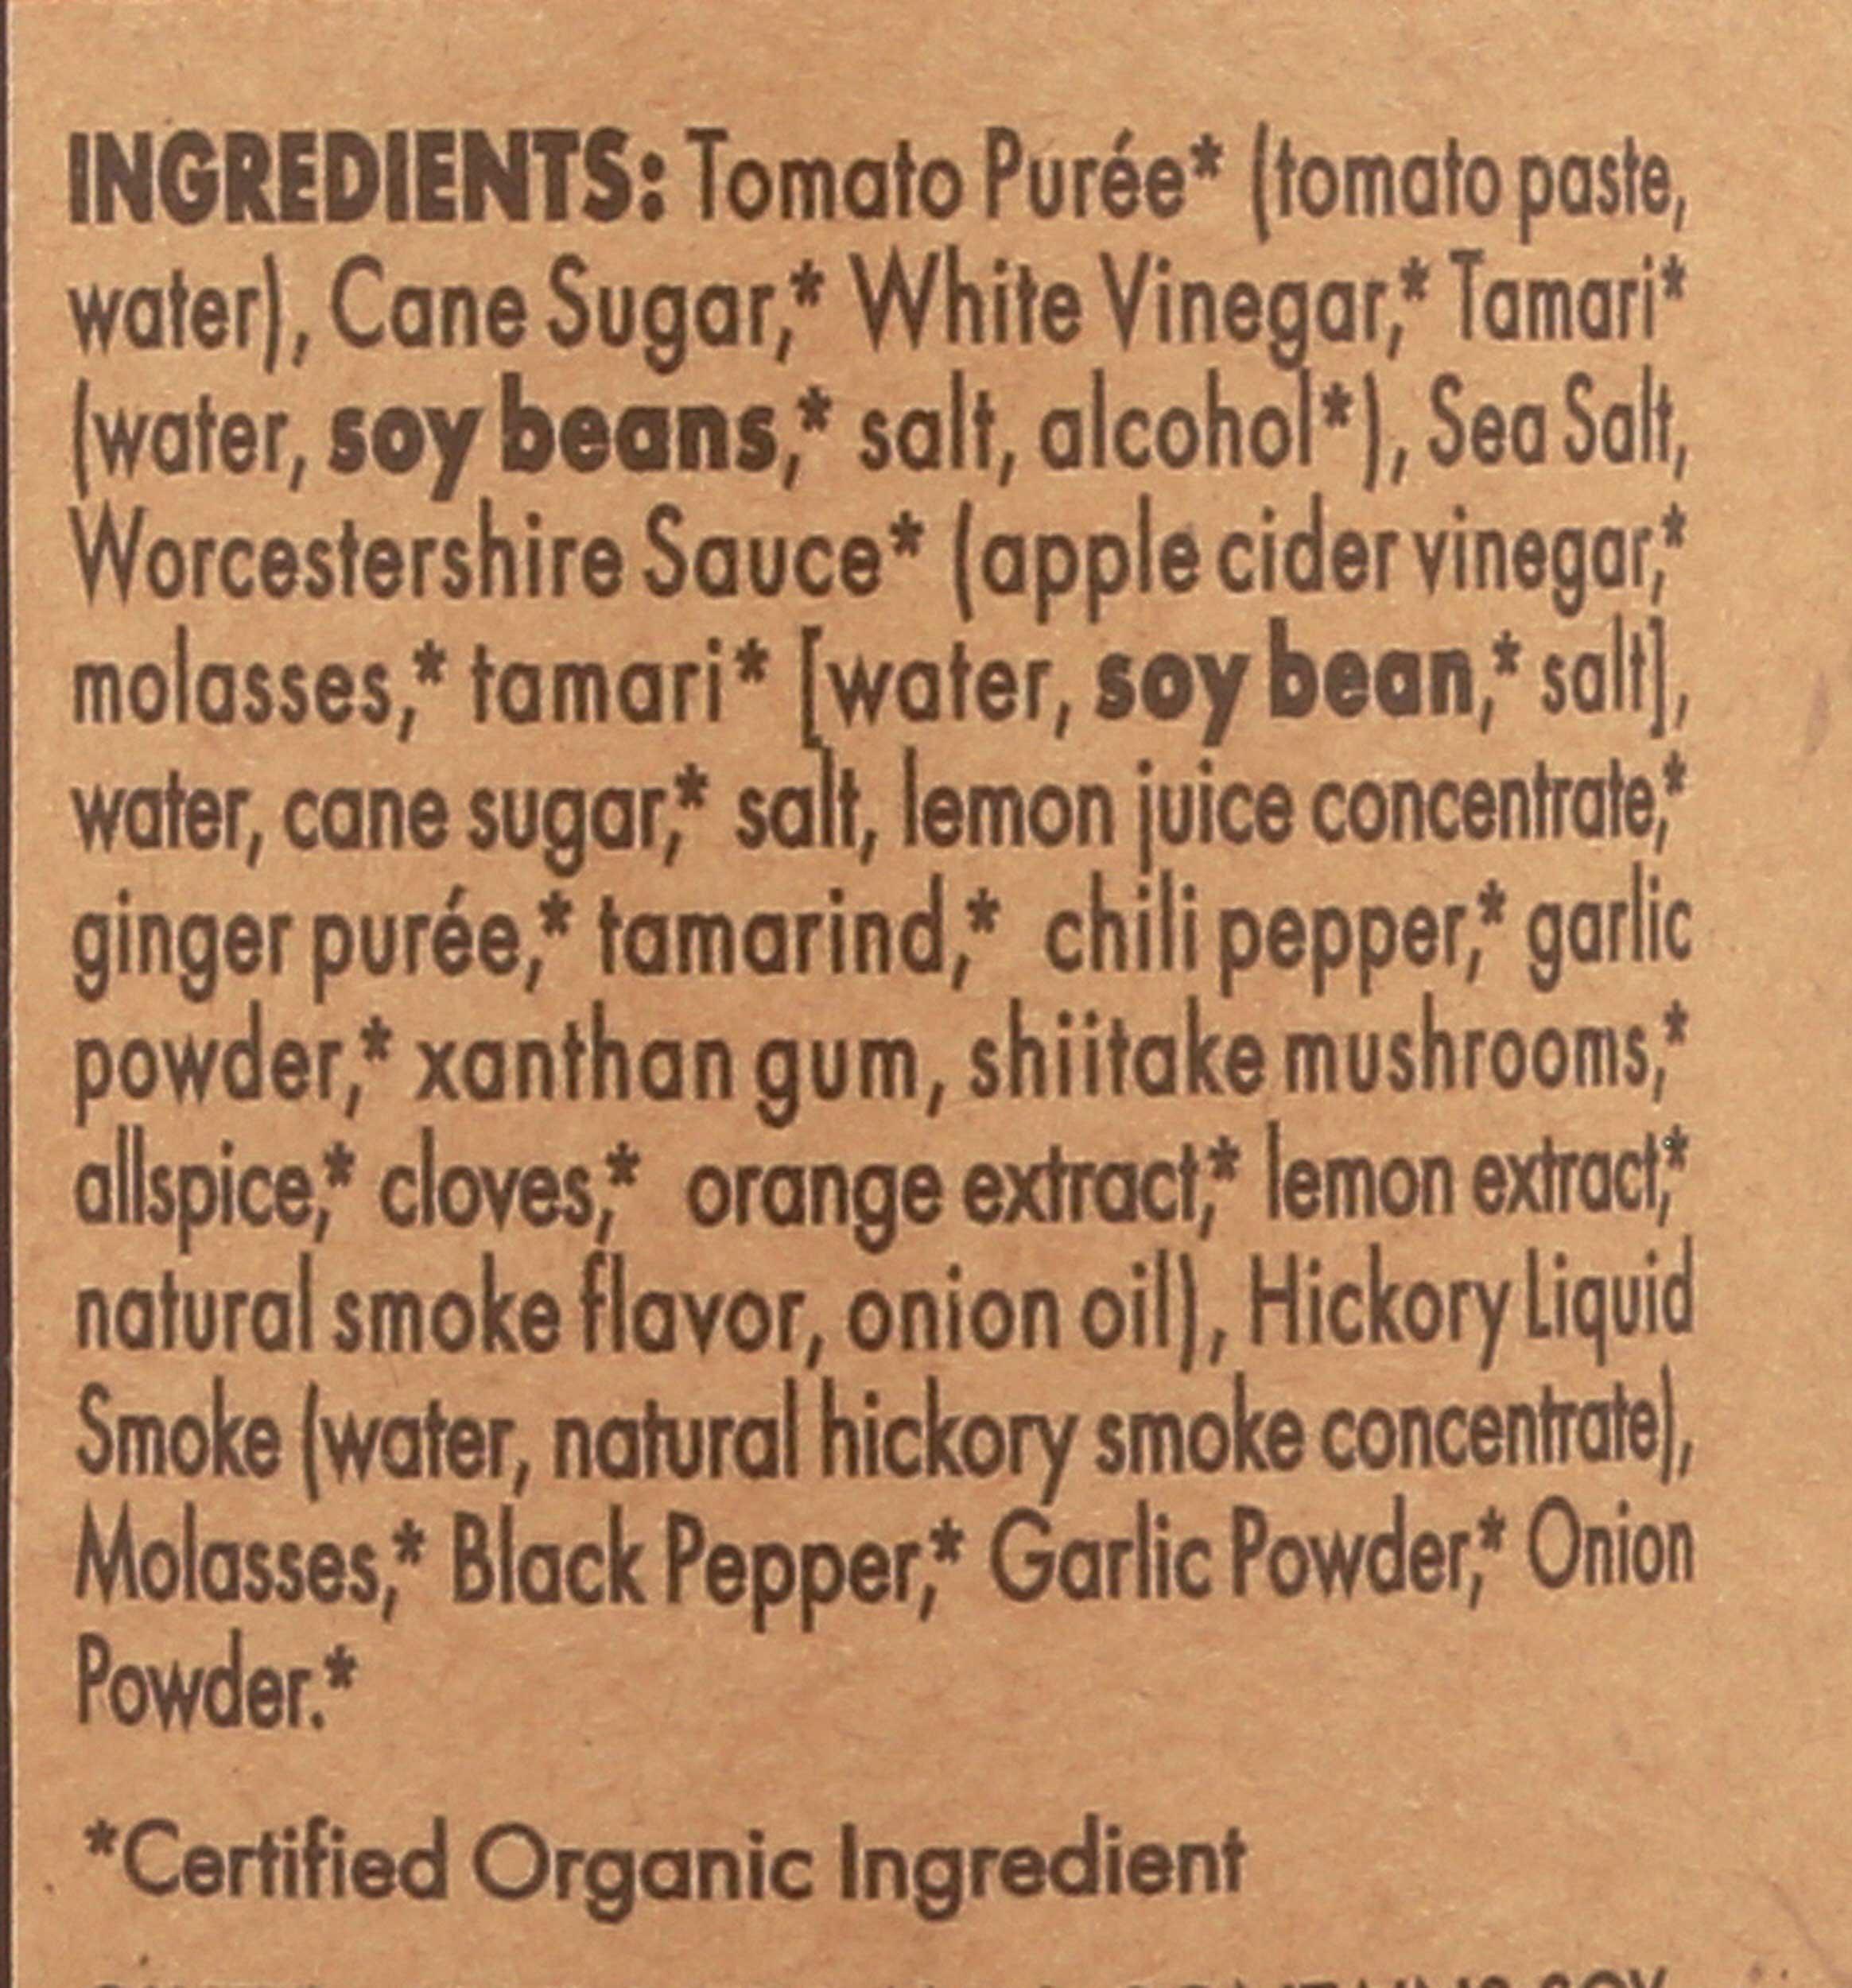 INGREDIENTS: Tomato Purée* (tomato paste,
water), Cane Sugar,* White Vinegar,* Tamari*
(water, soy beans,* salt, alcohol*), Sea Salt,
Worcestershire Sauce* (apple cider vinegar,*
molasses,* tamari* [water, soy bean,* salt],
water, cane sugar,* salt, lemon juice concentrate,*
ginger purée,* tamarind,* chili pepper,* garlic
powder,* xanthan gum, shiitake mushrooms,*
allspice,* cloves,* orange extract,* lemon extract,*
natural smoke flavor, onion oil), Hickory Liquid
Smoke (water, natural hickory smoke concentrate),
Molasses,* Black Pepper,* Garlic Powder,* Onion
Powder.*
*Certified Organic Ingredient
CONTAINS SOY